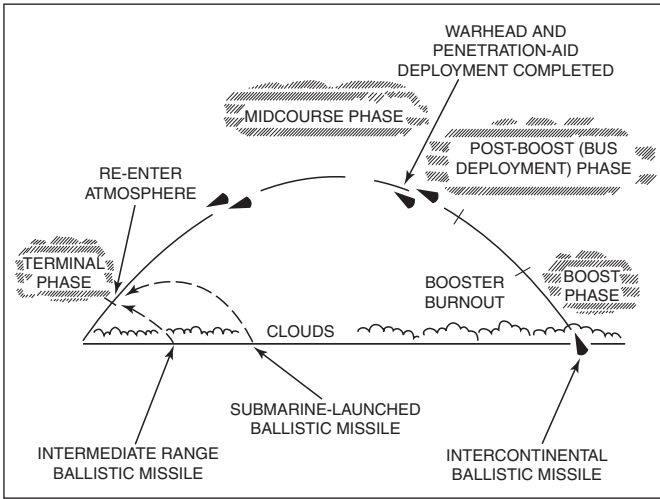 WARHEAD AND
PENETRATION-AID
DEPLOYMENT COMPLETED
MIDCOURSE PHASE
POST-BOOST (BUS
DEPLOYMENT) PHASE
RE-ENTER
ATMOSPHERE
TERMINAL
PHASE
BOOSTER
BURNOUT
BOOST
PHASE
CLOUDS
SUBMARINE-LAUNCHED
BALLISTIC MISSILE
INTERMEDIATE RANGE
BALLISTIC MISSILE
INTERCONTINENTAL
BALLISTIC MISSILE